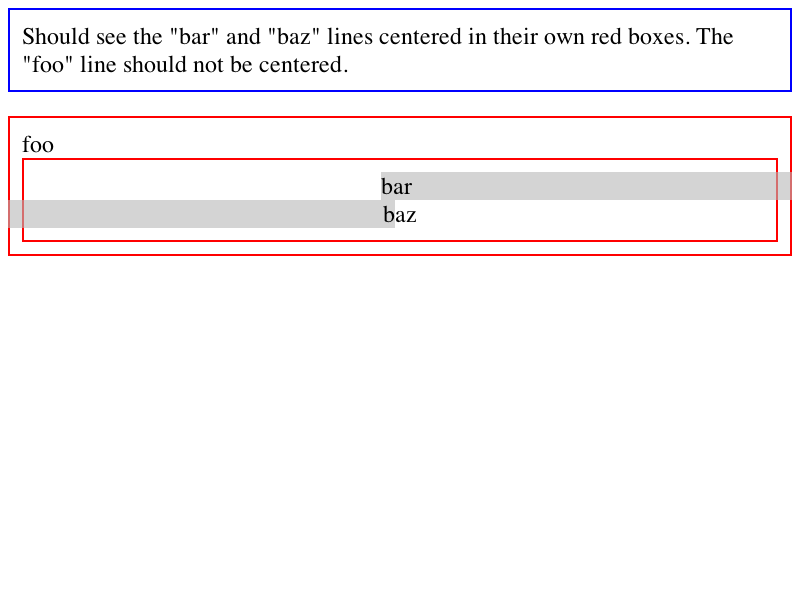 Should see the "bar" and "baz" lines centered in their own red boxes. The
"foo" line should not be centered.
foo
bar
baz